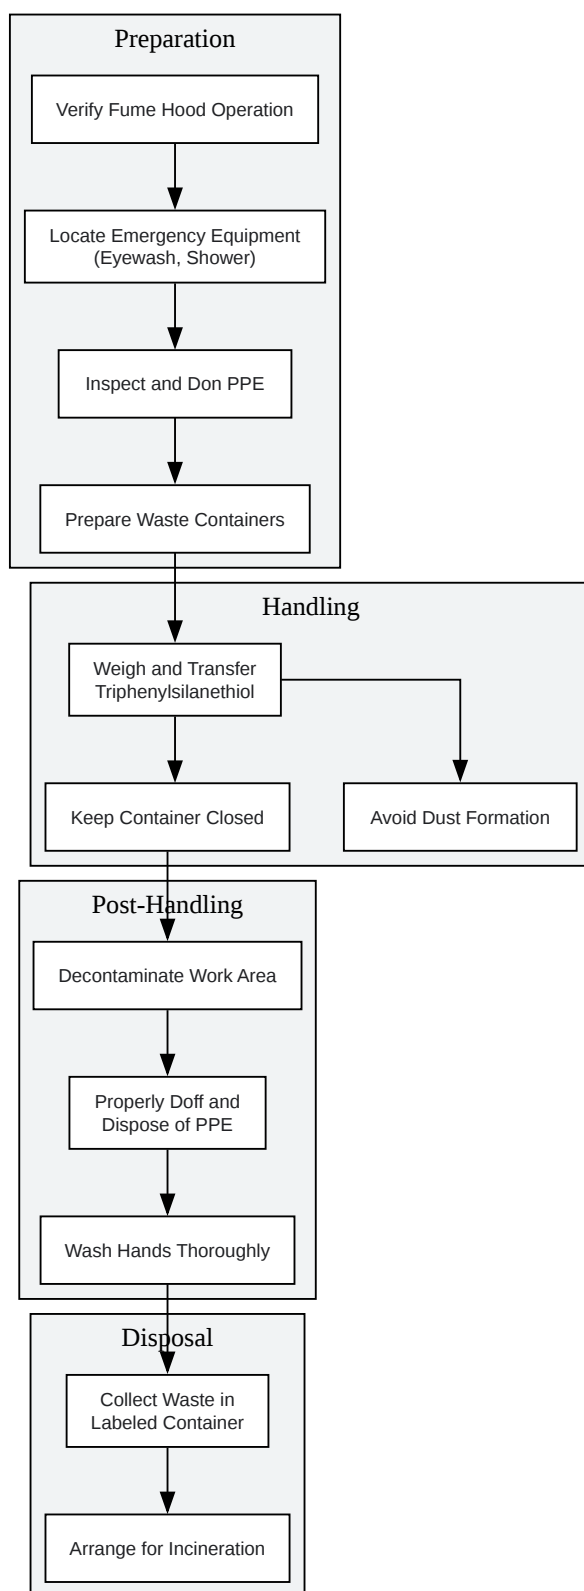 Preparation
Verify Fume Hood Operation
Locate Emergency Equipment
(Eyewash, Shower)
Inspect and Don PPE
Prepare Waste Containers
Handling
Weigh and Transfer
Triphenylsilanethiol
Keep Container Closed
Avoid Dust Formation
Post-Handling
Decontaminate Work Area
Properly Doff and
Dispose of PPE
Wash Hands Thoroughly
Disposal
Collect Waste in
Labeled Container
Arrange for Incineration